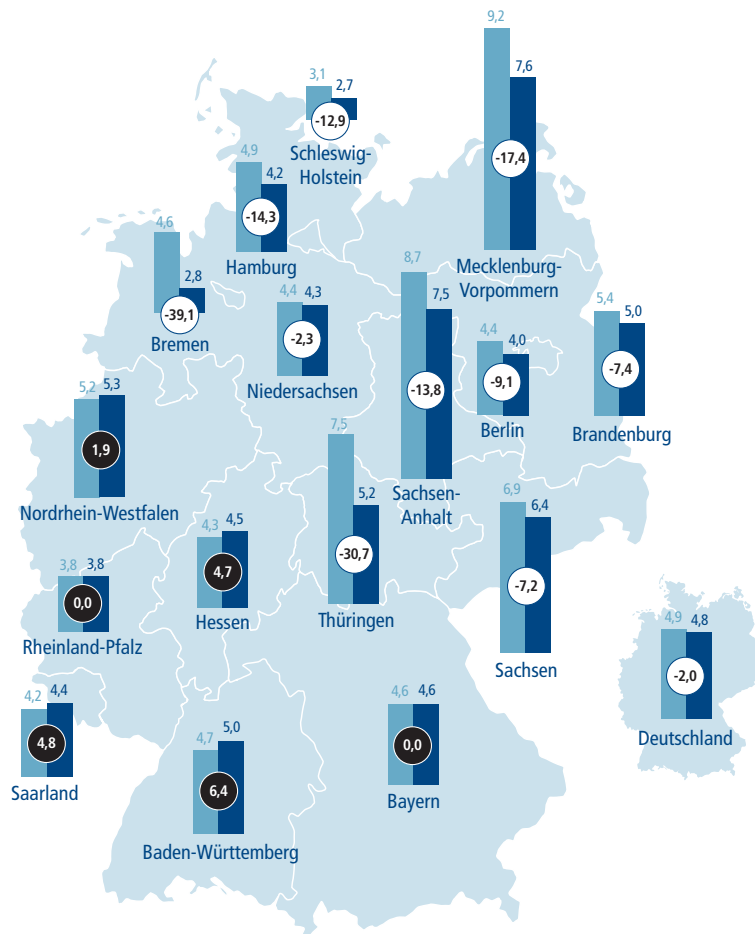 9,2
7,6
-17,4
Mecklenburg-
Vorpommern
3,1
2,7
-12,9
Schleswig-
Holstein
4,9
4,2
-14,3
Hamburg
4,6
2,8
-39,1
Bremen
4,4
4,3
-2,3
Niedersachsen
8,7
7,5
-13,8
Sachsen-
Anhalt
4,4
4,0
-9,1
Berlin
5,4
5,0
-7,4
Brandenburg
5,2
5,3
1,9
Nordrhein-Westfalen
7,5
5,2
-30,7
Thüringen
4,3
4,5
4,7
Hessen
6,9
6,4
-7,2
Sachsen
3,8
3,8
0,0
Rheinland-Pfalz
4,9
4,8
-2,0
Deutschland
4,2
4,4
4,8
Saarland
4,7
5,0
6,4
Baden-Württemberg
4,6
4,6
0,0
Bayern